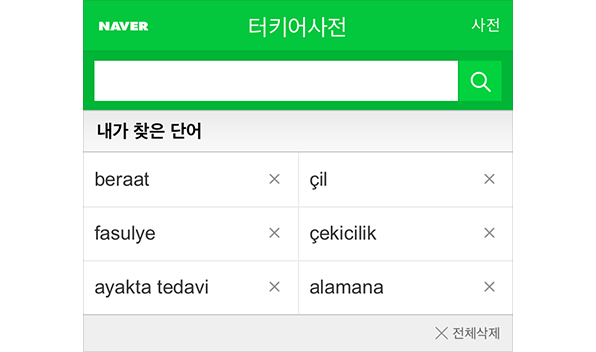 NAVER 터키어사전 사전
내가 찾은 단어
beraat çil
fasulye çekicilik
ayakta tedavi alamana
전체삭제